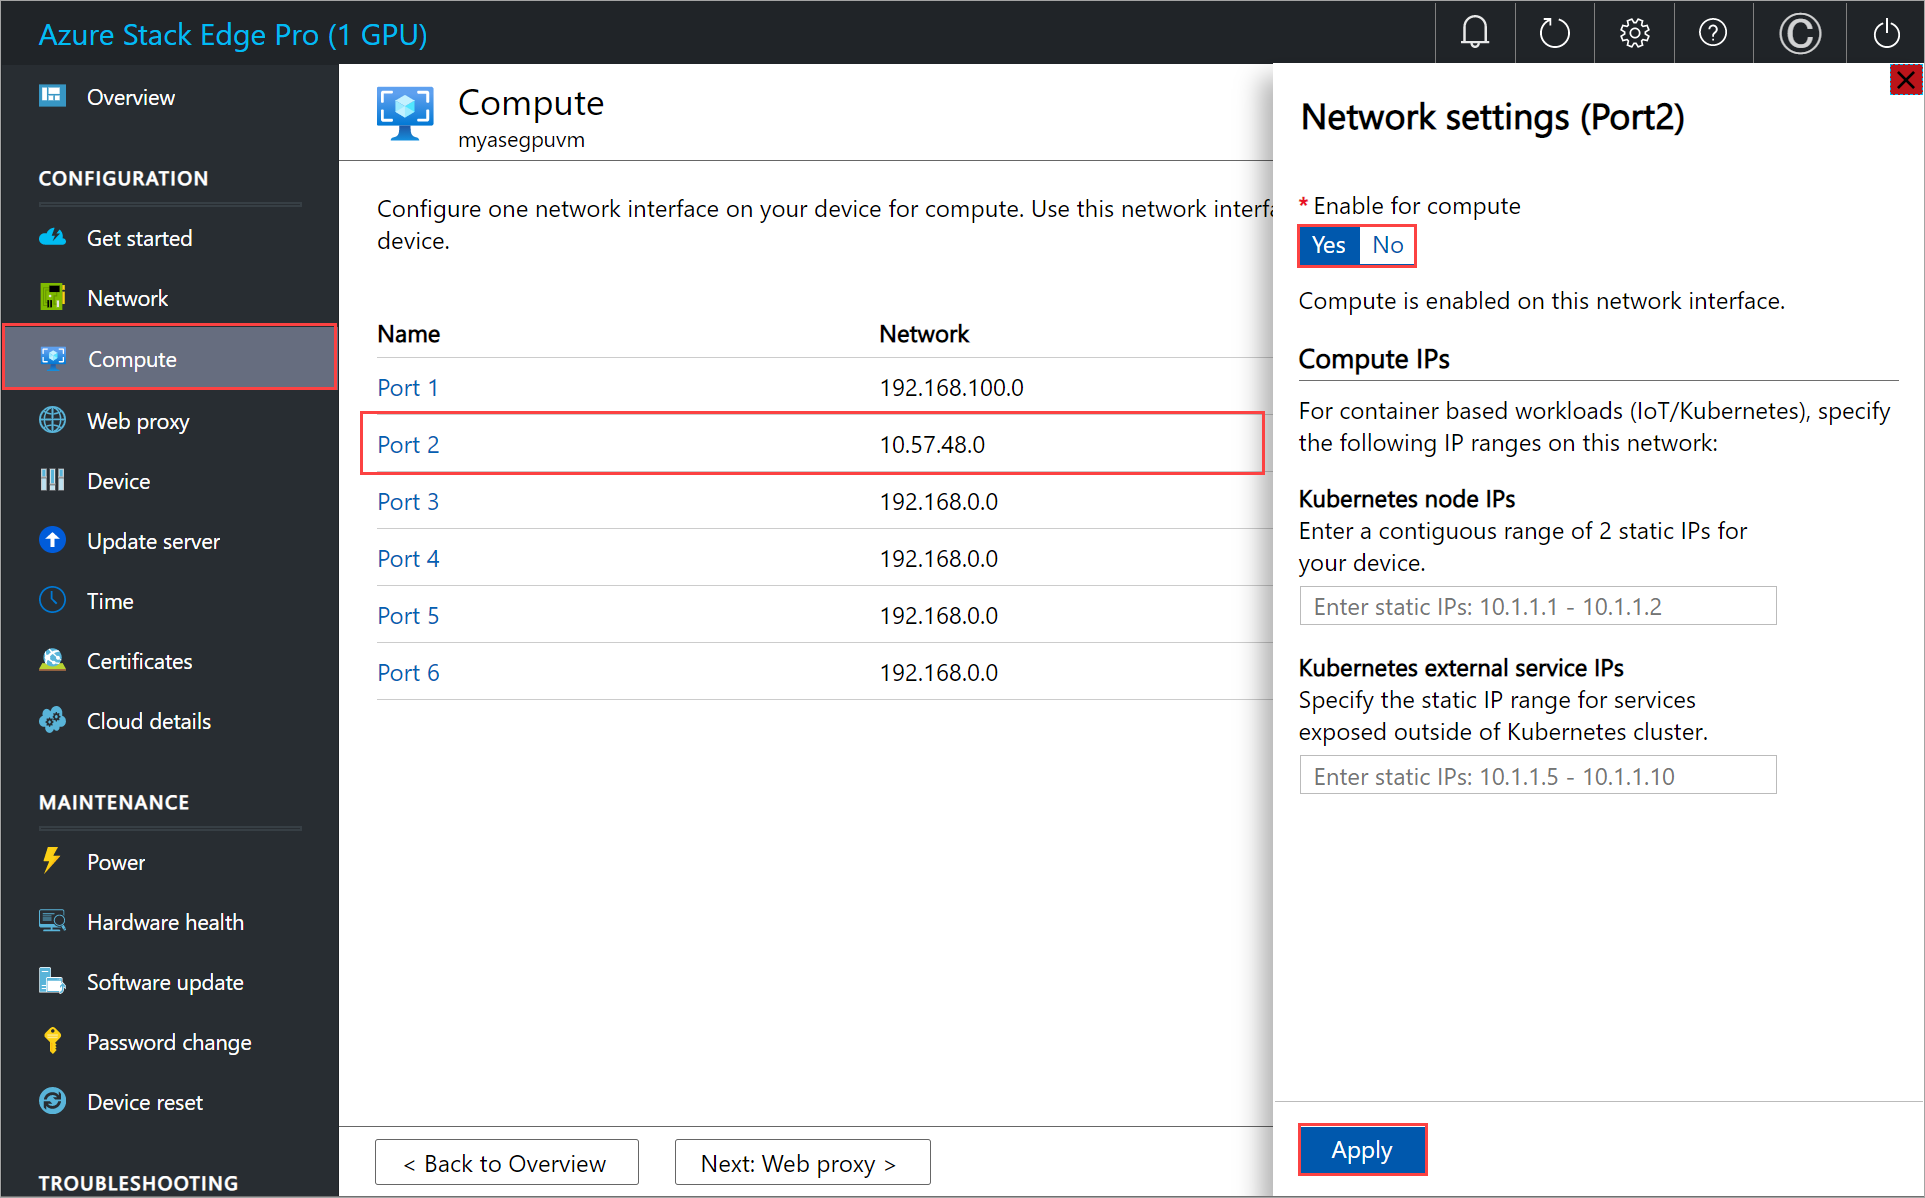 Azure Stack Edge Pro (1 GPU)
Overview
CONFIGURATION
Get started
Network
Compute
Web proxy
Device
Update server
Time
Certificates
Cloud details
MAINTENANCE
Power
Hardware health
Software update
Password change
Device reset
TROUBLESHOOTING
Compute
myasegpuvm
Configure one network interface on your device for compute. Use this network interfa
device.
Name Network
Port 1 192.168.100.0
Port 2 10.57.48.0
Port 3 192.168.0.0
Port 4 192.168.0.0
Port 5 192.168.0.0
Port 6 192.168.0.0
< Back to Overview
Next: Web proxy >
Network settings (Port2)
* Enable for compute
Yes No
Compute is enabled on this network interface.
Compute IPs
For container based workloads (IoT/Kubernetes), specify
the following IP ranges on this network:
Kubernetes node IPs
Enter a contiguous range of 2 static IPs for
your device.
Enter static IPs: 10.1.1.1 - 10.1.1.2
Kubernetes external service IPs
Specify the static IP range for services
exposed outside of Kubernetes cluster.
Enter static IPs: 10.1.1.5 - 10.1.1.10
Apply